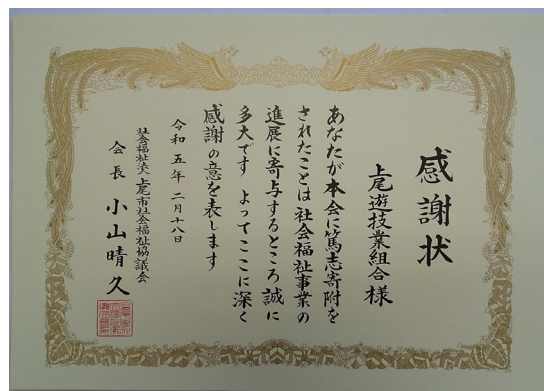 感謝状
上尾遊技業組合様
あなたが本会に篤志寄附を
されたことは社会福祉事業の
進展に寄与するところ誠に
多大です よってここに深く
感謝の意を表します
令和五年二月十八日
社会福祉法人上尾市社会福祉協議会
会長 小山晴久